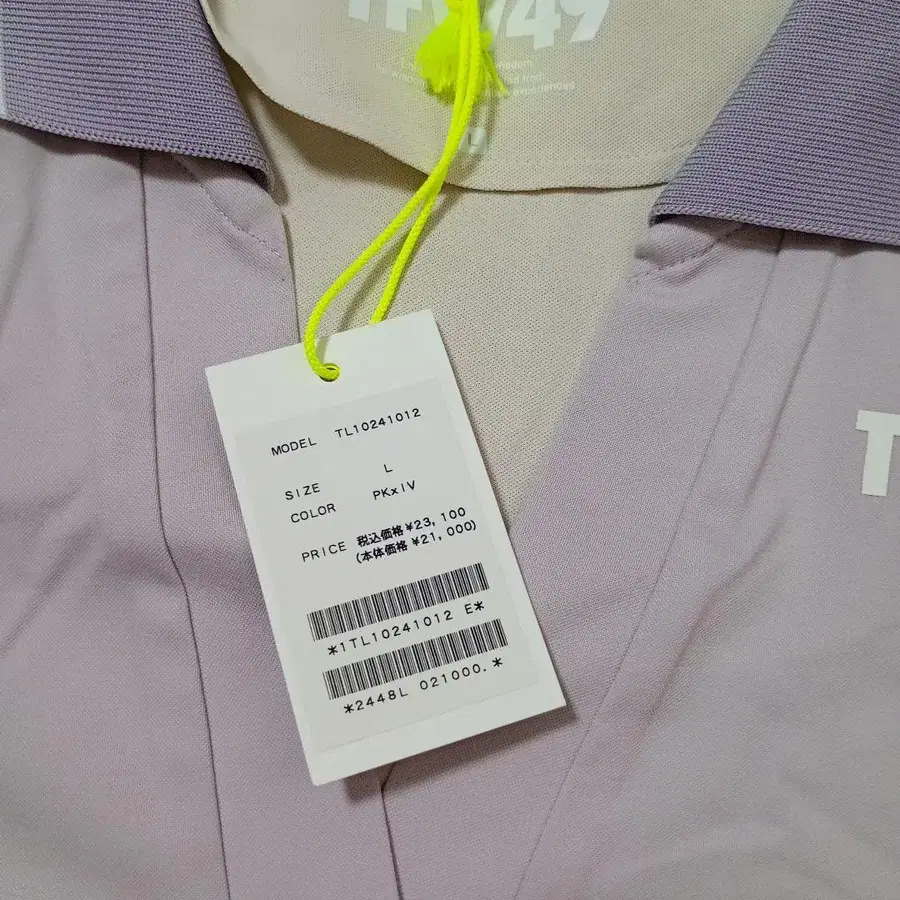 MODEL TL10241012
SIZE L
COLOR PKxIV
PRICE 税込価格 ¥23,100
(本体価格 ¥21,000)
*1TL10241012 E*
*2448L 021000.*
T